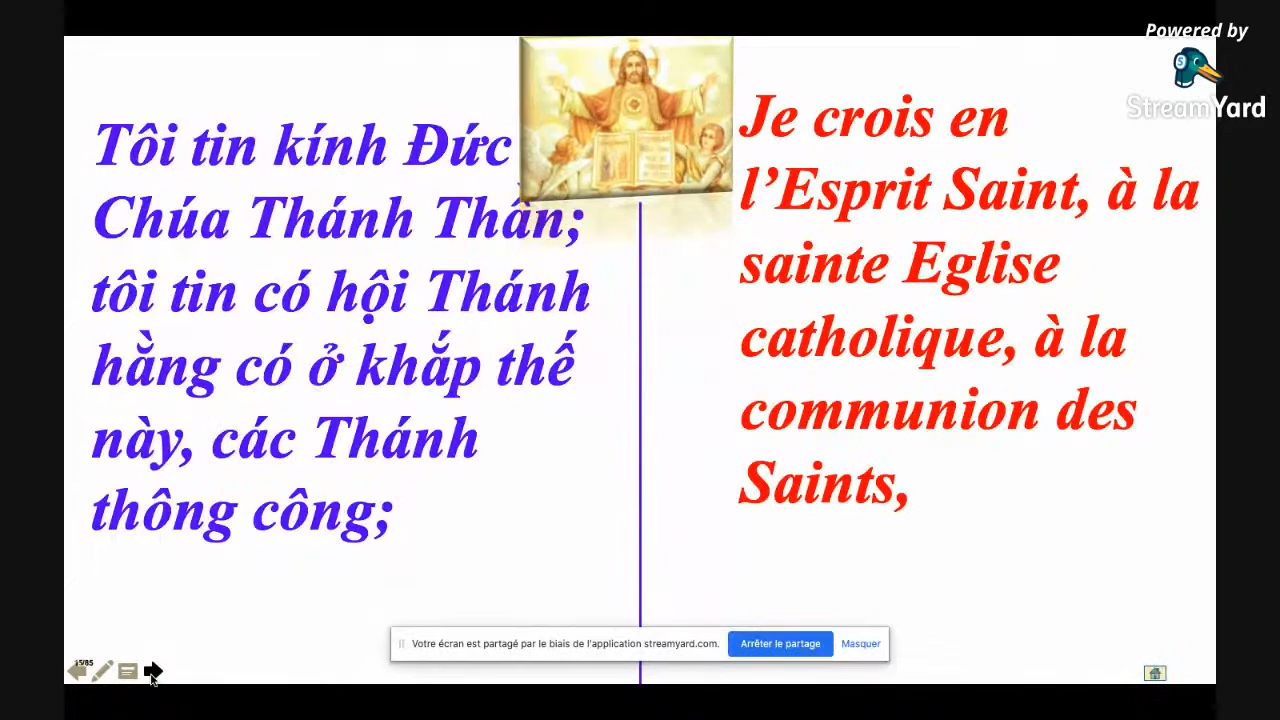 Powered by
StreamYard
Tôi tin kính Đức
Chúa Thánh Thần;
tôi tin có hội Thánh
hằng có ở khắp thế
này, các Thánh
thông công;
Je crois en
l’Esprit Saint, à la
sainte Eglise
catholique, à la
communion des
Saints,
Votre écran est partagé par le biais de l'application streamyard.com.
Arrêter le partage
Masquer
15/85